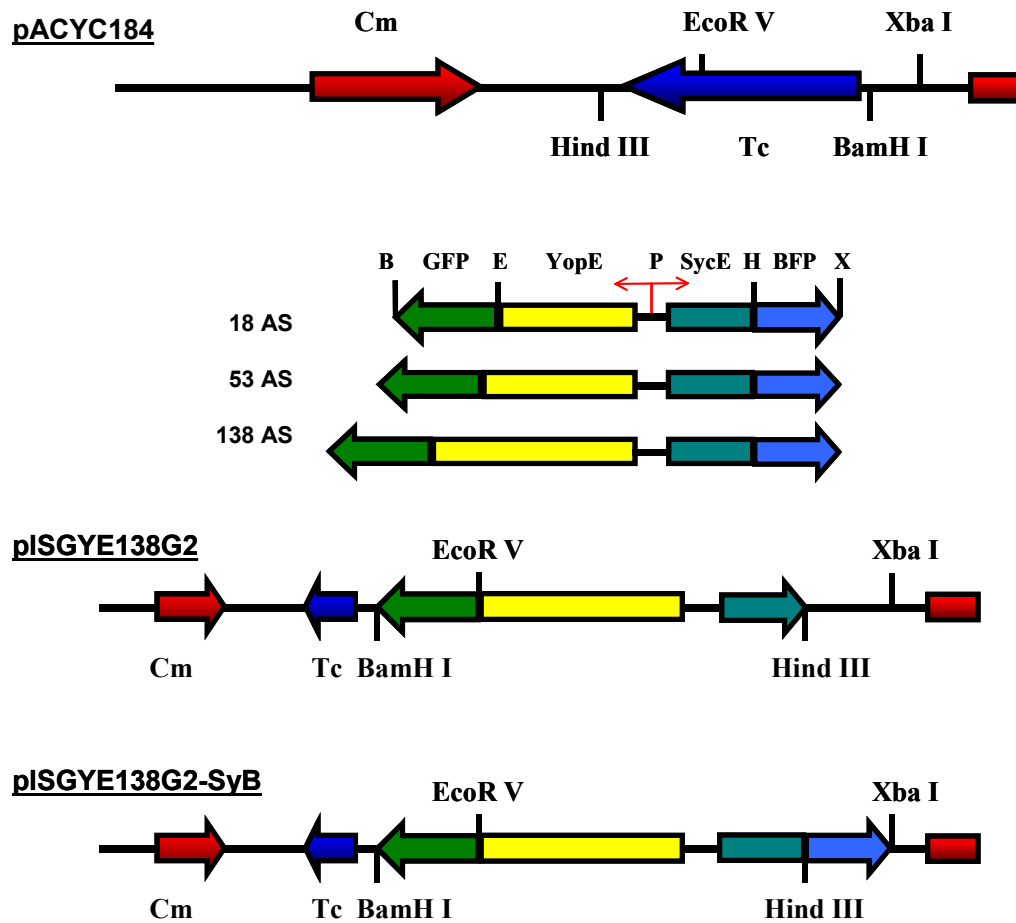 pACYC184
Cm EcoR V Xba I
Hind III Tc BamH I
B GFP E YopE P SycE H BFP X
18 AS
53 AS
138 AS
pISGYE138G2
EcoR V Xba I
Cm Tc BamH I Hind III
pISGYE138G2-SyB
EcoR V Xba I
Cm Tc BamH I Hind III